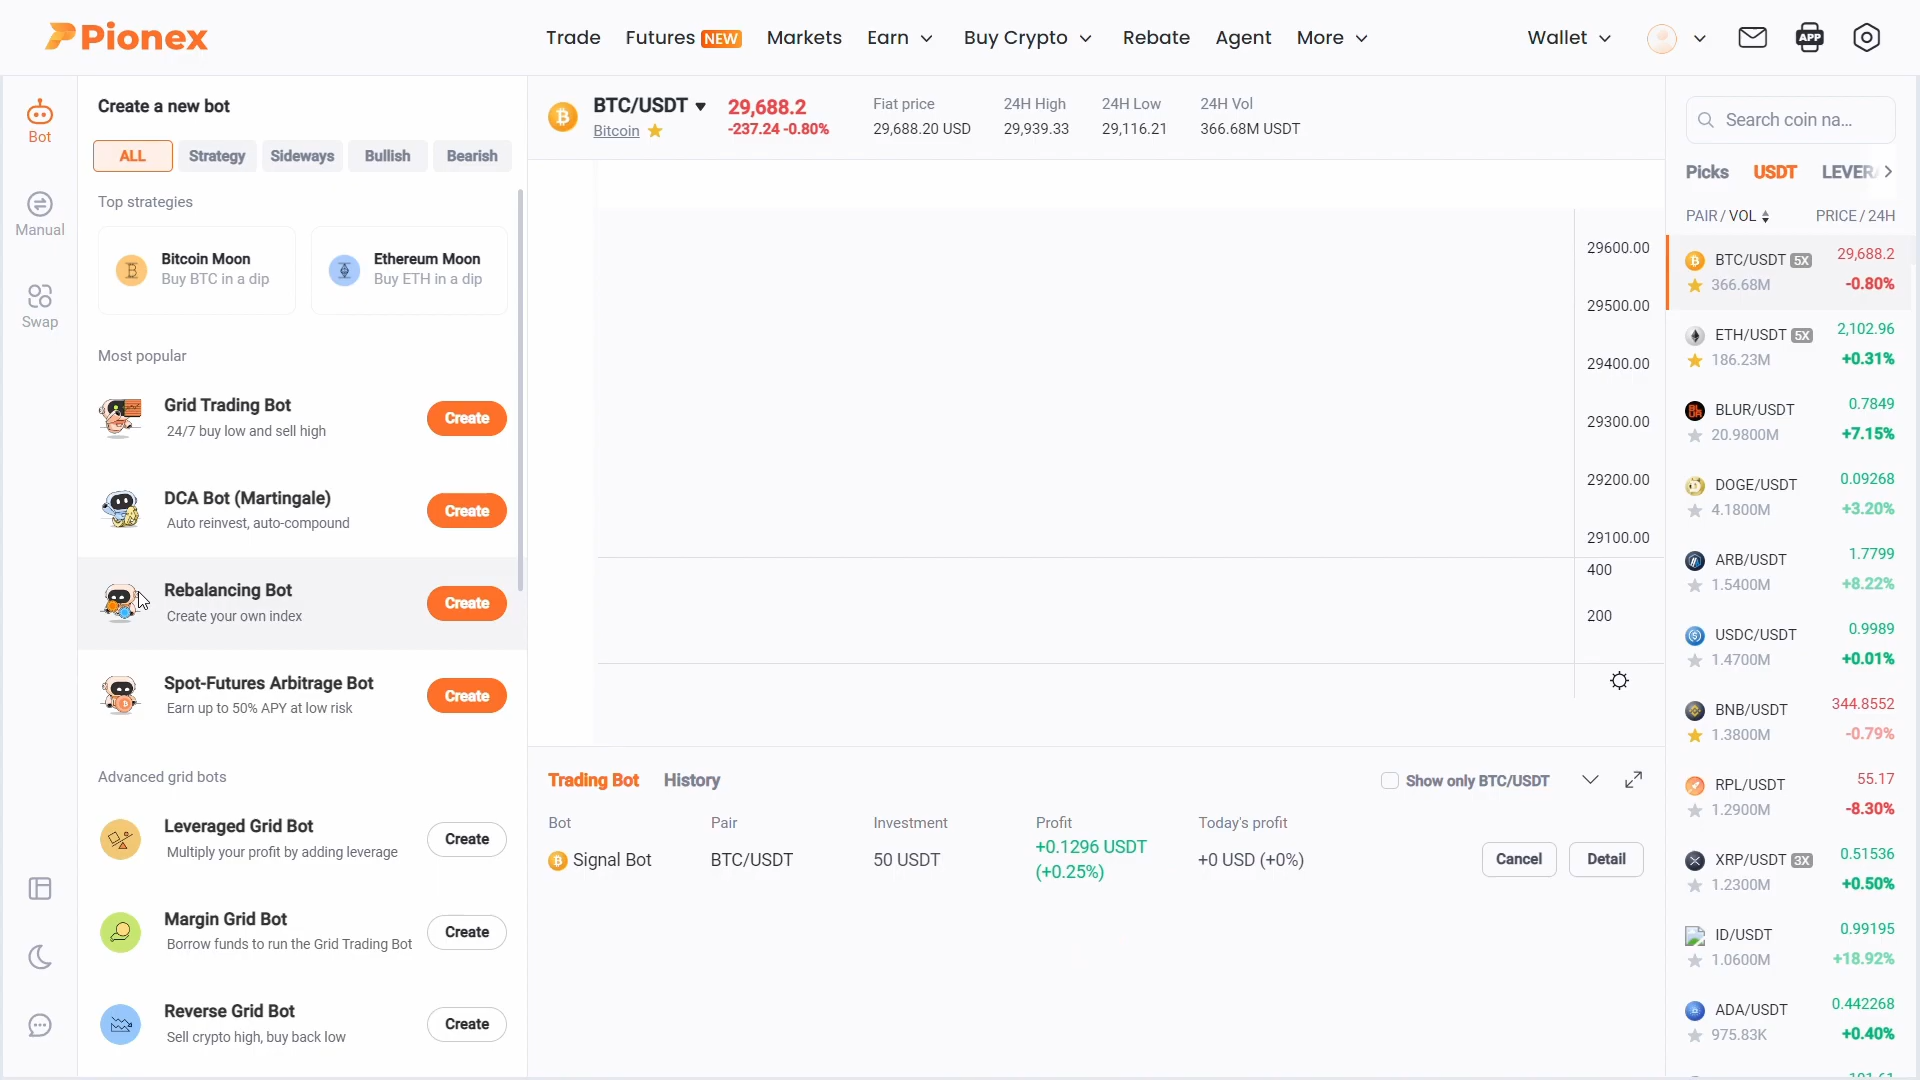 Pionex
Trade
Futures NEW
Markets
Earn
Buy Crypto
Rebate
Agent
More
Wallet
APP
Bot
Manual
Swap
Create a new bot
ALL
Strategy
Sideways
Bullish
Bearish
Top strategies
Bitcoin Moon
Buy BTC in a dip
Ethereum Moon
Buy ETH in a dip
Most popular
Grid Trading Bot
24/7 buy low and sell high
Create
DCA Bot (Martingale)
Auto reinvest, auto-compound
Create
Rebalancing Bot
Create your own index
Create
Spot-Futures Arbitrage Bot
Earn up to 50% APY at low risk
Create
Advanced grid bots
Leveraged Grid Bot
Multiply your profit by adding leverage
Create
Margin Grid Bot
Borrow funds to run the Grid Trading Bot
Create
Reverse Grid Bot
Sell crypto high, buy back low
Create
BTC/USDT
Bitcoin
29,688.2
-237.24 -0.80%
Fiat price
29,688.20 USD
24H High
29,939.33
24H Low
29,116.21
24H Vol
366.68M USDT
29600.00
29500.00
29400.00
29300.00
29200.00
29100.00
400
200
Trading Bot
History
Show only BTC/USDT
Bot
Pair
Investment
Profit
Today's profit
Signal Bot
BTC/USDT
50 USDT
+0.1296 USDT
(+0.25%)
+0 USD (+0%)
Cancel
Detail
Search coin na...
Picks
USDT
LEVERA
PAIR / VOL
PRICE / 24H
BTC/USDT 5X 29,688.2
366.68M -0.80%
ETH/USDT 5X 2,102.96
186.23M +0.31%
BLUR/USDT 0.7849
20.9800M +7.15%
DOGE/USDT 0.09268
4.1800M +3.20%
ARB/USDT 1.7799
1.5400M +8.22%
USDC/USDT 0.9989
1.4700M +0.01%
BNB/USDT 344.8552
1.3800M -0.79%
RPL/USDT 55.17
1.2900M -8.30%
XRP/USDT 3X 0.51536
1.2300M +0.50%
ID/USDT 0.99195
1.0600M +18.92%
ADA/USDT 0.442268
975.83K +0.40%